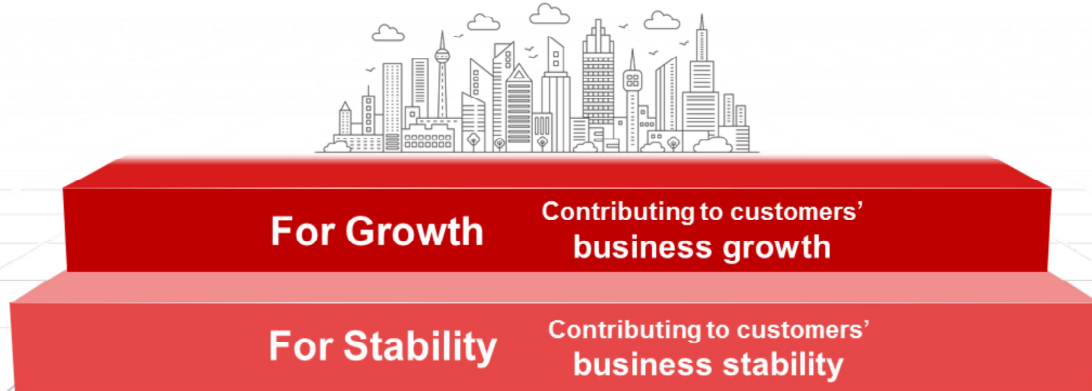 For Growth
Contributing to customers'
business growth
For Stability
Contributing to customers'
business stability